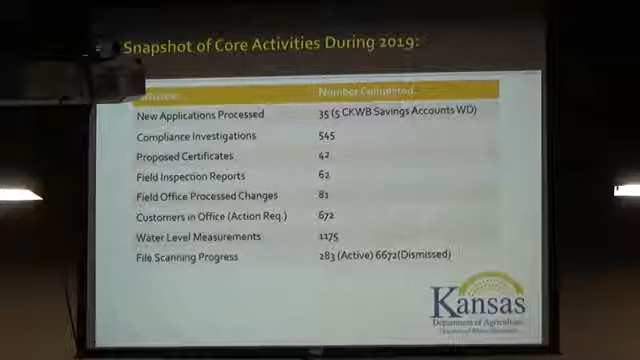 Snapshot of Core Activities During 2019:
Number Completed
New Applications Processed 35 (5 CKWB Savings Accounts WD)
Compliance Investigations 545
Proposed Certificates 42
Field Inspection Reports 62
Field Office Processed Changes 81
Customers in Office (Action Req.) 672
Water Level Measurements 1175
File Scanning Progress 283 (Active) 6672(Dismissed)
Kansas
Department of Agriculture